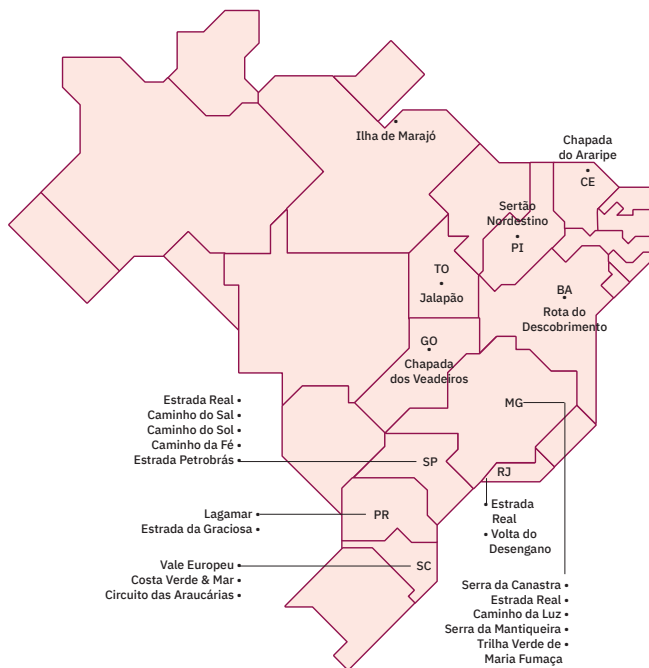 Ilha de Marajó
Chapada
do Araripe
CE
Sertão
Nordestino
PI
TO
Jalapão
BA
Rota do
Descobrimento
GO
Chapada
dos Veadeiros
Estrada Real
Caminho do Sal
Caminho do Sol
Caminho da Fé
Estrada Petrobrás
SP
MG
RJ
Estrada
Real
Volta do
Desengano
Lagamar
Estrada da Graciosa
PR
Vale Europeu
Costa Verde & Mar
Circuito das Araucárias
SC
Serra da Canastra
Estrada Real
Caminho da Luz
Serra da Mantiqueira
Trilha Verde de
Maria Fumaça